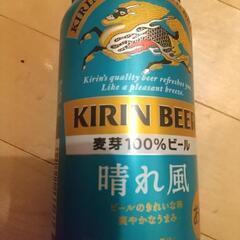 Kirin's quality beer refreshes you
Like a pleasant breeze.
KIRIN BEER
麦芽100%ビール
晴れ風
ビールのきれいな味
爽やかなうまみ